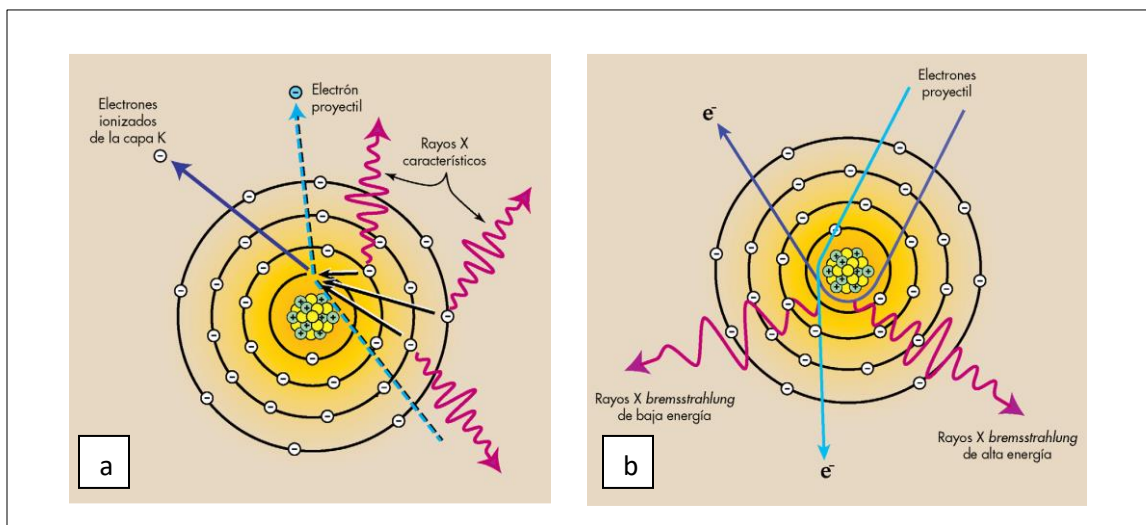 Electrones
ionizados
de la capa K
Electrón
proyectil
Rayos X
característicos
a
Electrones
proyectil
e⁻
Rayos X bremsstrahlung
de baja energía
e⁻
Rayos X bremsstrahlung
de alta energía
b